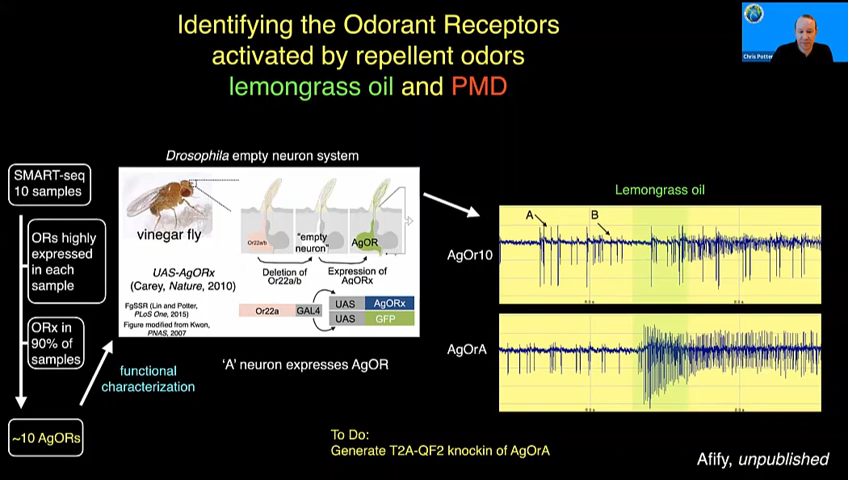 Identifying the Odorant Receptors
activated by repellent odors
lemongrass oil and PMD
Chris Potter
Drosophila empty neuron system
SMART-seq
10 samples
ORs highly
expressed
in each
sample
ORx in
90% of
samples
~10 AgORs
functional
characterization
vinegar fly
UAS-AgORx
(Carey, Nature, 2010)
FgSSR (Lin and Potter,
PLoS One, 2015)
Figure modified from Kwon,
PNAS, 2007
Or22a/b
"empty
neuron"
AgOR
Deletion of
Or22a/b
Expression of
AgORx
Or22a
GAL4
UAS
AgORx
UAS
GFP
'A' neuron expresses AgOR
Lemongrass oil
A
B
AgOr10
AgOrA
To Do:
Generate T2A-QF2 knockin of AgOrA
Afify, unpublished